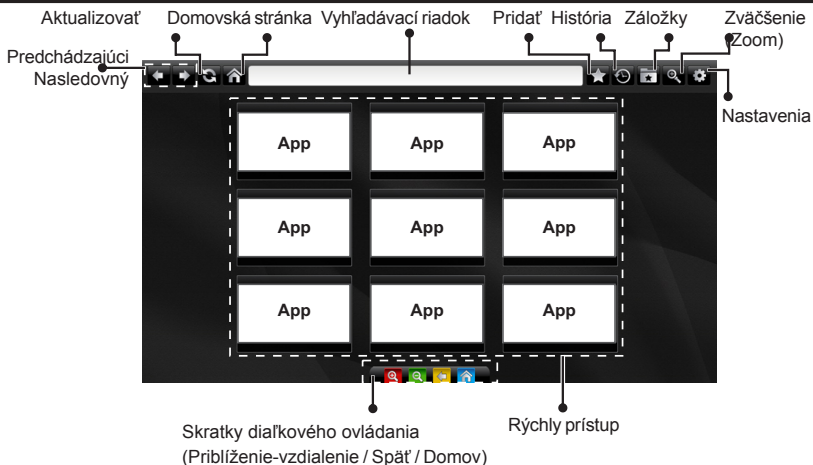 Aktualizovať Domovská stránka Vyhľadávací riadok Pridať História Záložky Zväčšenie
(Zoom)
Predchádzajúci
Nasledovný
Nastavenia
App App App
App App App
App App App
Rýchly prístup
Skratky diaľkového ovládania
(Priblíženie-vzdialenie / Späť / Domov)